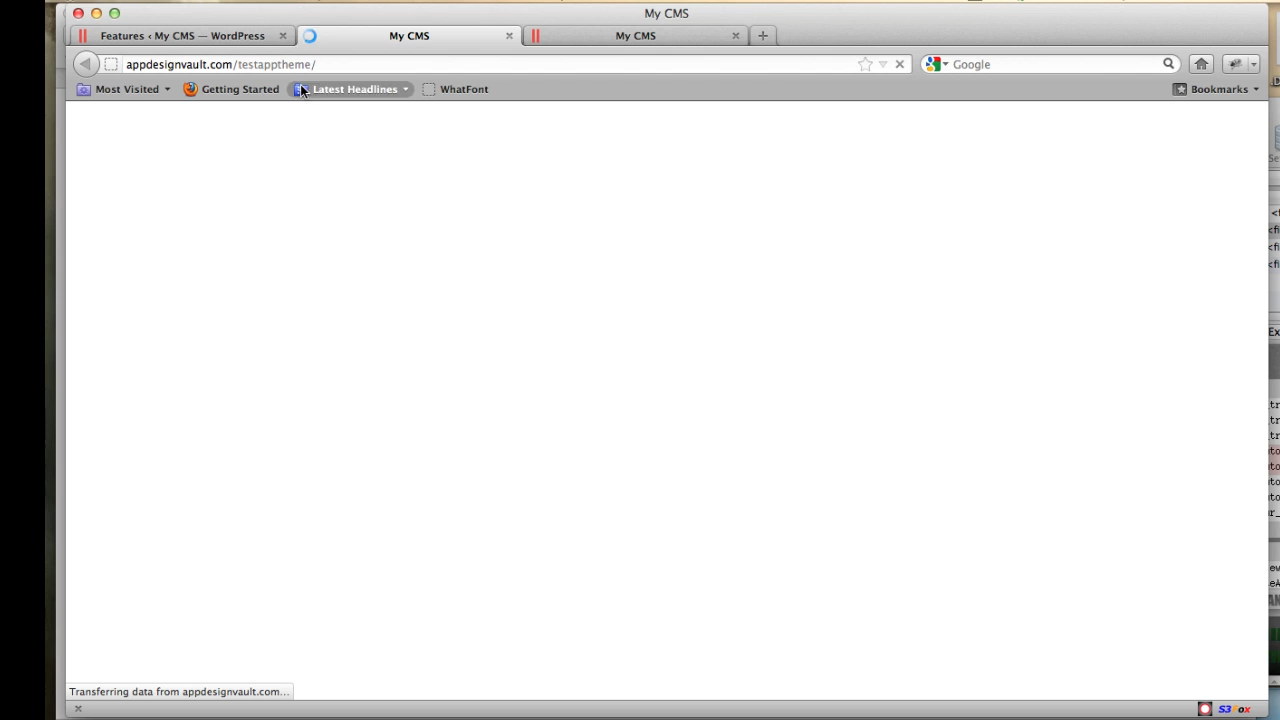 My CMS
Features ‹ My CMS — WordPress
My CMS
My CMS
appdesignvault.com/testapptheme/
Google
Most Visited
Getting Started
Latest Headlines
WhatFont
Bookmarks
Transferring data from appdesignvault.com...
S3Fox